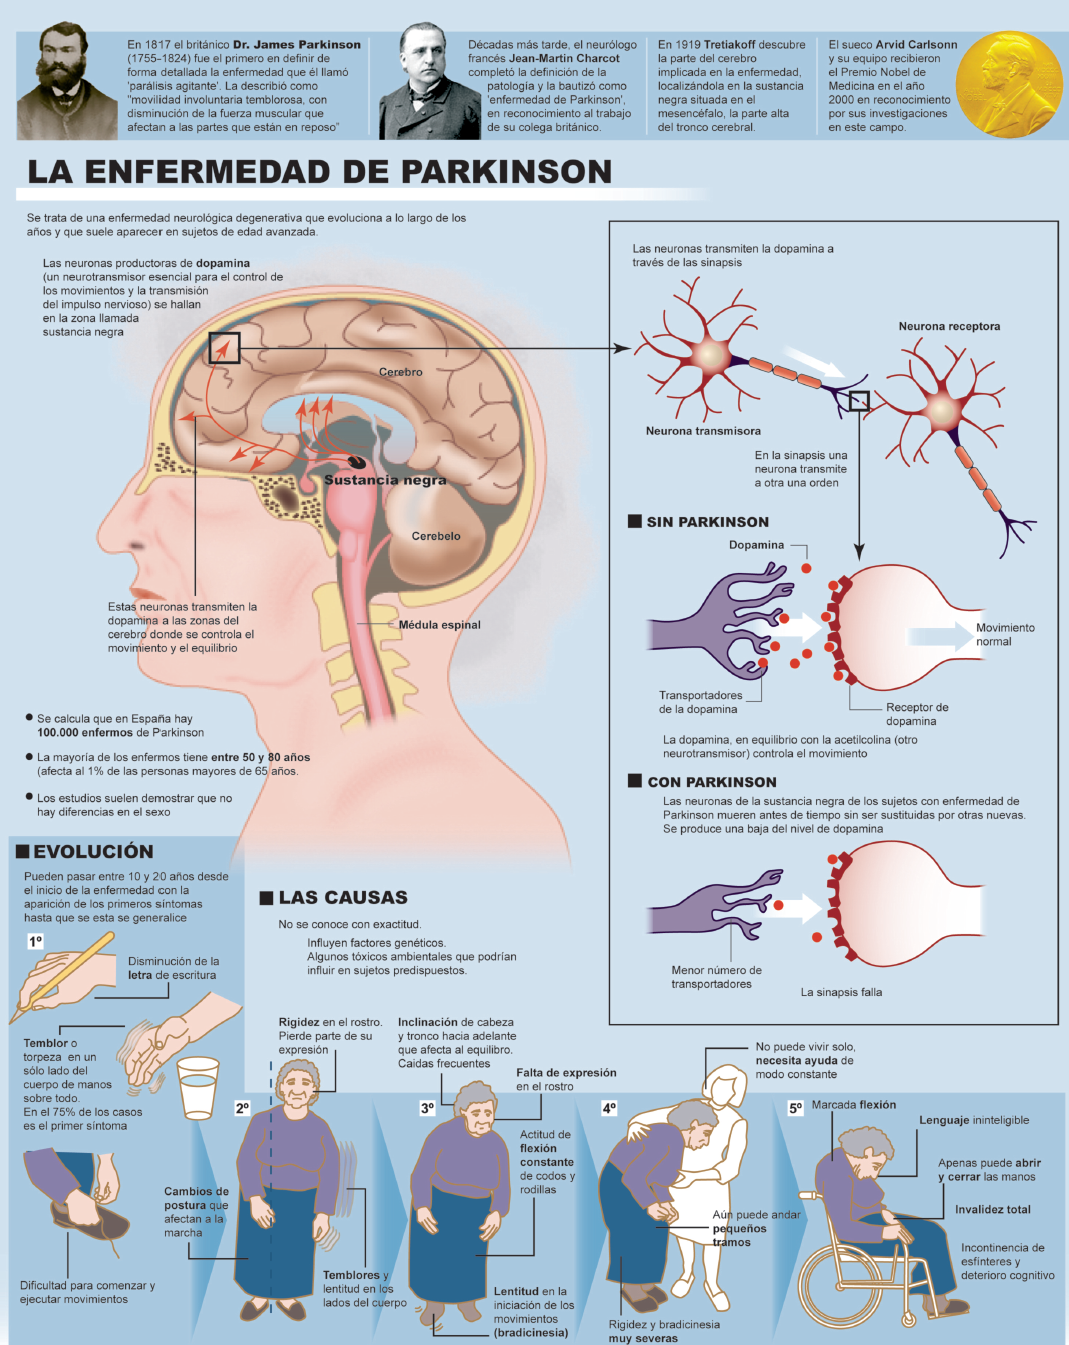 En 1817 el británico Dr. James Parkinson
(1755-1824) fue el primero en definir de
forma detallada la enfermedad que él llamó
'parálisis agitante'. La describió como
"movilidad involuntaria temblorosa, con
disminución de la fuerza muscular que
afectan a las partes que están en reposo"
Décadas más tarde, el neurólogo
francés Jean-Martin Charcot
completó la definición de la
patología y la bautizó como
'enfermedad de Parkinson',
en reconocimiento al trabajo
de su colega británico.
En 1919 Tretiakoff descubre
la parte del cerebro
implicada en la enfermedad,
localizándola en la sustancia
negra situada en el
mesencéfalo, la parte alta
del tronco cerebral.
El sueco Arvid Carlsonn
y su equipo recibieron
el Premio Nobel de
Medicina en el año
2000 en reconocimiento
por sus investigaciones
en este campo.
LA ENFERMEDAD DE PARKINSON
Se trata de una enfermedad neurológica degenerativa que evoluciona a lo largo de los
años y que suele aparecer en sujetos de edad avanzada.
Las neuronas productoras de dopamina
(un neurotransmisor esencial para el control de
los movimientos y la transmisión
del impulso nervioso) se hallan
en la zona llamada
sustancia negra
Cerebro
Sustancia negra
Cerebelo
Médula espinal
Estas neuronas transmiten la
dopamina a las zonas del
cerebro donde se controla el
movimiento y el equilibrio
Se calcula que en España hay
100.000 enfermos de Parkinson
La mayoría de los enfermos tiene entre 50 y 80 años
(afecta al 1% de las personas mayores de 65 años.
Los estudios suelen demostrar que no
hay diferencias en el sexo
Las neuronas transmiten la dopamina a
través de las sinapsis
Neurona receptora
Neurona transmisora
En la sinapsis una
neurona transmite
a otra una orden
SIN PARKINSON
Dopamina
Movimiento
normal
Transportadores
de la dopamina
Receptor de
dopamina
La dopamina, en equilibrio con la acetilcolina (otro
neurotransmisor) controla el movimiento
CON PARKINSON
Las neuronas de la sustancia negra de los sujetos con enfermedad de
Parkinson mueren antes de tiempo sin ser sustituidas por otras nuevas.
Se produce una baja del nivel de dopamina
Menor número de
transportadores
La sinapsis falla
EVOLUCIÓN
Pueden pasar entre 10 y 20 años desde
el inicio de la enfermedad con la
aparición de los primeros síntomas
hasta que se esta se generalice
LAS CAUSAS
No se conoce con exactitud.
Influyen factores genéticos.
Algunos tóxicos ambientales que podrían
influir en sujetos predispuestos.
1º
Disminución de la
letra de escritura
Temblor o
torpeza en un
sólo lado del
cuerpo de manos
sobre todo.
En el 75% de los casos
es el primer síntoma
Dificultad para comenzar y
ejecutar movimientos
2º
Rigidez en el rostro.
Pierde parte de su
expresión
Cambios de
postura que
afectan a la
marcha
Temblores y
lentitud en los
lados del cuerpo
3º
Inclinación de cabeza
y tronco hacia adelante
que afecta al equlibro.
Caidas frecuentes
Falta de expresión
en el rostro
Actitud de
flexión
constante
de codos y
rodillas
Lentitud en la
iniciación de los
movimientos
(bradicinesia)
4º
No puede vivir solo,
necesita ayuda de
modo constante
Aún puede andar
pequeños
tramos
Rigidez y bradicinesia
muy severas
5º
Marcada flexión
Lenguaje ininteligible
Apenas puede abrir
y cerrar las manos
Invalidez total
Incontinencia de
esfínteres y
deterioro cognitivo